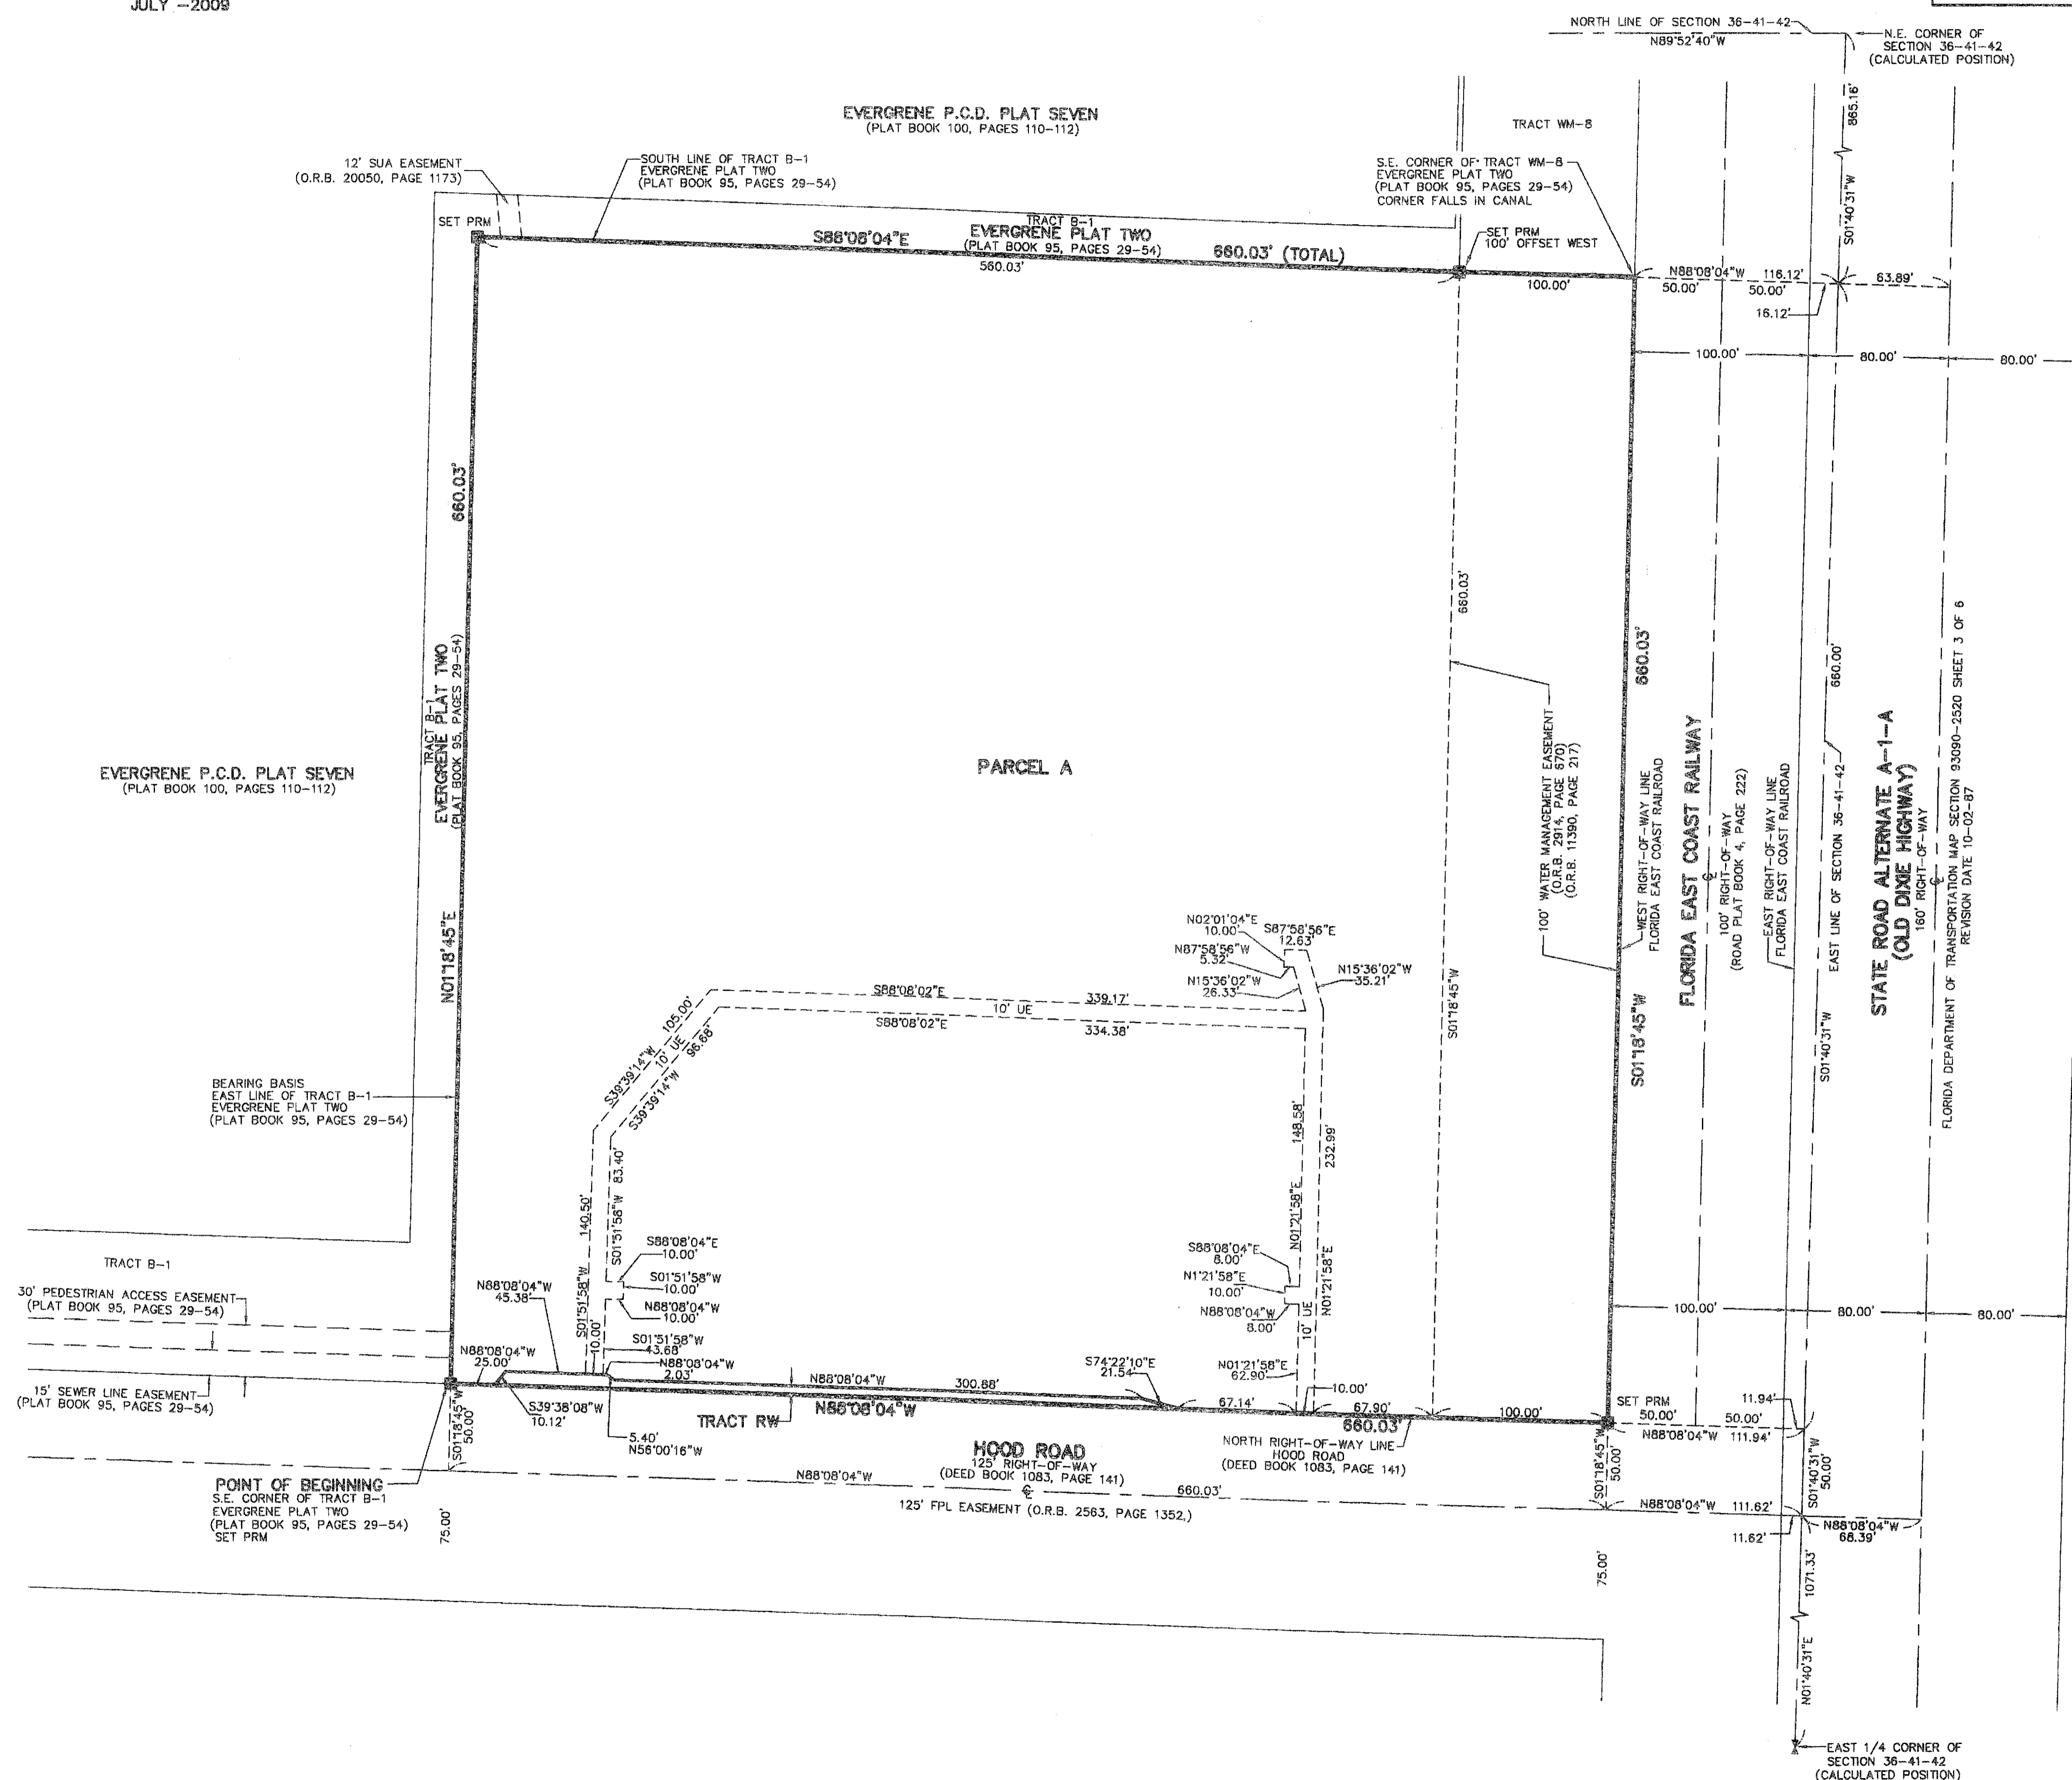 JULY -2009
NORTH LINE OF SECTION 36-41-42
N89°52'40"W
N.E. CORNER OF
SECTION 36-41-42
(CALCULATED POSITION)
865.16'
S01°40'31"W
EVERGRENE P.C.D. PLAT SEVEN
(PLAT BOOK 100, PAGES 110-112)
TRACT WM-8
12' SUA EASEMENT
(O.R.B. 20050, PAGE 1173)
SOUTH LINE OF TRACT B-1
EVERGRENE PLAT TWO
(PLAT BOOK 95, PAGES 29-54)
S.E. CORNER OF TRACT WM-8
EVERGRENE PLAT TWO
(PLAT BOOK 95, PAGES 29-54)
CORNER FALLS IN CANAL
SET PRM
S88°08'04"E
TRACT B-1
EVERGRENE PLAT TWO
(PLAT BOOK 95, PAGES 29-54)
660.03' (TOTAL)
560.03'
SET PRM
100' OFFSET WEST
100.00'
N88°08'04"W 116.12'
50.00'
50.00'
63.89'
16.12'
100.00'
80.00'
80.00'
660.03'
TRACT B-1
EVERGRENE PLAT TWO
(PLAT BOOK 95, PAGES 29-54)
N01°18'45"E
EVERGRENE P.C.D. PLAT SEVEN
(PLAT BOOK 100, PAGES 110-112)
PARCEL A
660.03'
S01°18'45"W
100' WATER MANAGEMENT EASEMENT
(O.R.B. 2914, PAGE 670)
(O.R.B. 11390, PAGE 217)
660.03'
S01°18'45"W
WEST RIGHT-OF-WAY LINE
FLORIDA EAST COAST RAILROAD
FLORIDA EAST COAST RAILWAY
100' RIGHT-OF-WAY
(ROAD PLAT BOOK 4, PAGE 222)
EAST RIGHT-OF-WAY LINE
FLORIDA EAST COAST RAILROAD
660.00'
EAST LINE OF SECTION 36-41-42
S01°40'31"W
STATE ROAD ALTERNATE A-1-A
(OLD DIXIE HIGHWAY)
160' RIGHT-OF-WAY
FLORIDA DEPARTMENT OF TRANSPORTATION MAP SECTION 93090-2520 SHEET 3 OF 6
REVISION DATE 10-02-87
N02°01'04"E
10.00'
S87°58'56"E
12.63'
N87°58'56"W
5.32'
N15°36'02"W
26.33'
N15°36'02"W
35.21'
S88°08'02"E
339.17'
10' UE
S88°08'02"E
334.38'
105.00'
S39°39'14"W
10' UE
96.68'
S39°39'14"W
BEARING BASIS
EAST LINE OF TRACT B-1
EVERGRENE PLAT TWO
(PLAT BOOK 95, PAGES 29-54)
140.50'
S01°51'58"W
S01°51'58"W 83.40'
148.58'
N01°21'58"E
232.99'
N01°21'58"E
S88°08'04"E
10.00'
S01°51'58"W
10.00'
N88°08'04"W
10.00'
S01°51'58"W
43.68'
10.00'
S88°08'04"E
8.00'
N1°21'58"E
10.00'
N88°08'04"W
8.00'
10' UE
N01°21'58"E
62.90'
TRACT B-1
30' PEDESTRIAN ACCESS EASEMENT
(PLAT BOOK 95, PAGES 29-54)
15' SEWER LINE EASEMENT
(PLAT BOOK 95, PAGES 29-54)
N88°08'04"W
45.38'
N88°08'04"W
25.00'
S39°38'08"W
10.12'
N88°08'04"W
2.03'
5.40'
N56°00'16"W
N88°08'04"W
300.88'
S74°22'10"E
21.54'
67.14'
10.00'
67.90'
100.00'
TRACT RW
N88°08'04"W
660.03'
100.00'
80.00'
80.00'
SET PRM
50.00'
50.00'
11.94'
N88°08'04"W 111.94'
S01°18'45"W
50.00'
S01°18'45"W
50.00'
S01°40'31"W
50.00'
HOOD ROAD
125' RIGHT-OF-WAY
(DEED BOOK 1083, PAGE 141)
NORTH RIGHT-OF-WAY LINE
HOOD ROAD
(DEED BOOK 1083, PAGE 141)
N88°08'04"W
660.03'
125' FPL EASEMENT (O.R.B. 2563, PAGE 1352,)
POINT OF BEGINNING
S.E. CORNER OF TRACT B-1
EVERGRENE PLAT TWO
(PLAT BOOK 95, PAGES 29-54)
SET PRM
75.00'
75.00'
N88°08'04"W 111.62'
11.62'
N88°08'04"W
68.39'
1071.33'
N01°40'31"E
EAST 1/4 CORNER OF
SECTION 36-41-42
(CALCULATED POSITION)